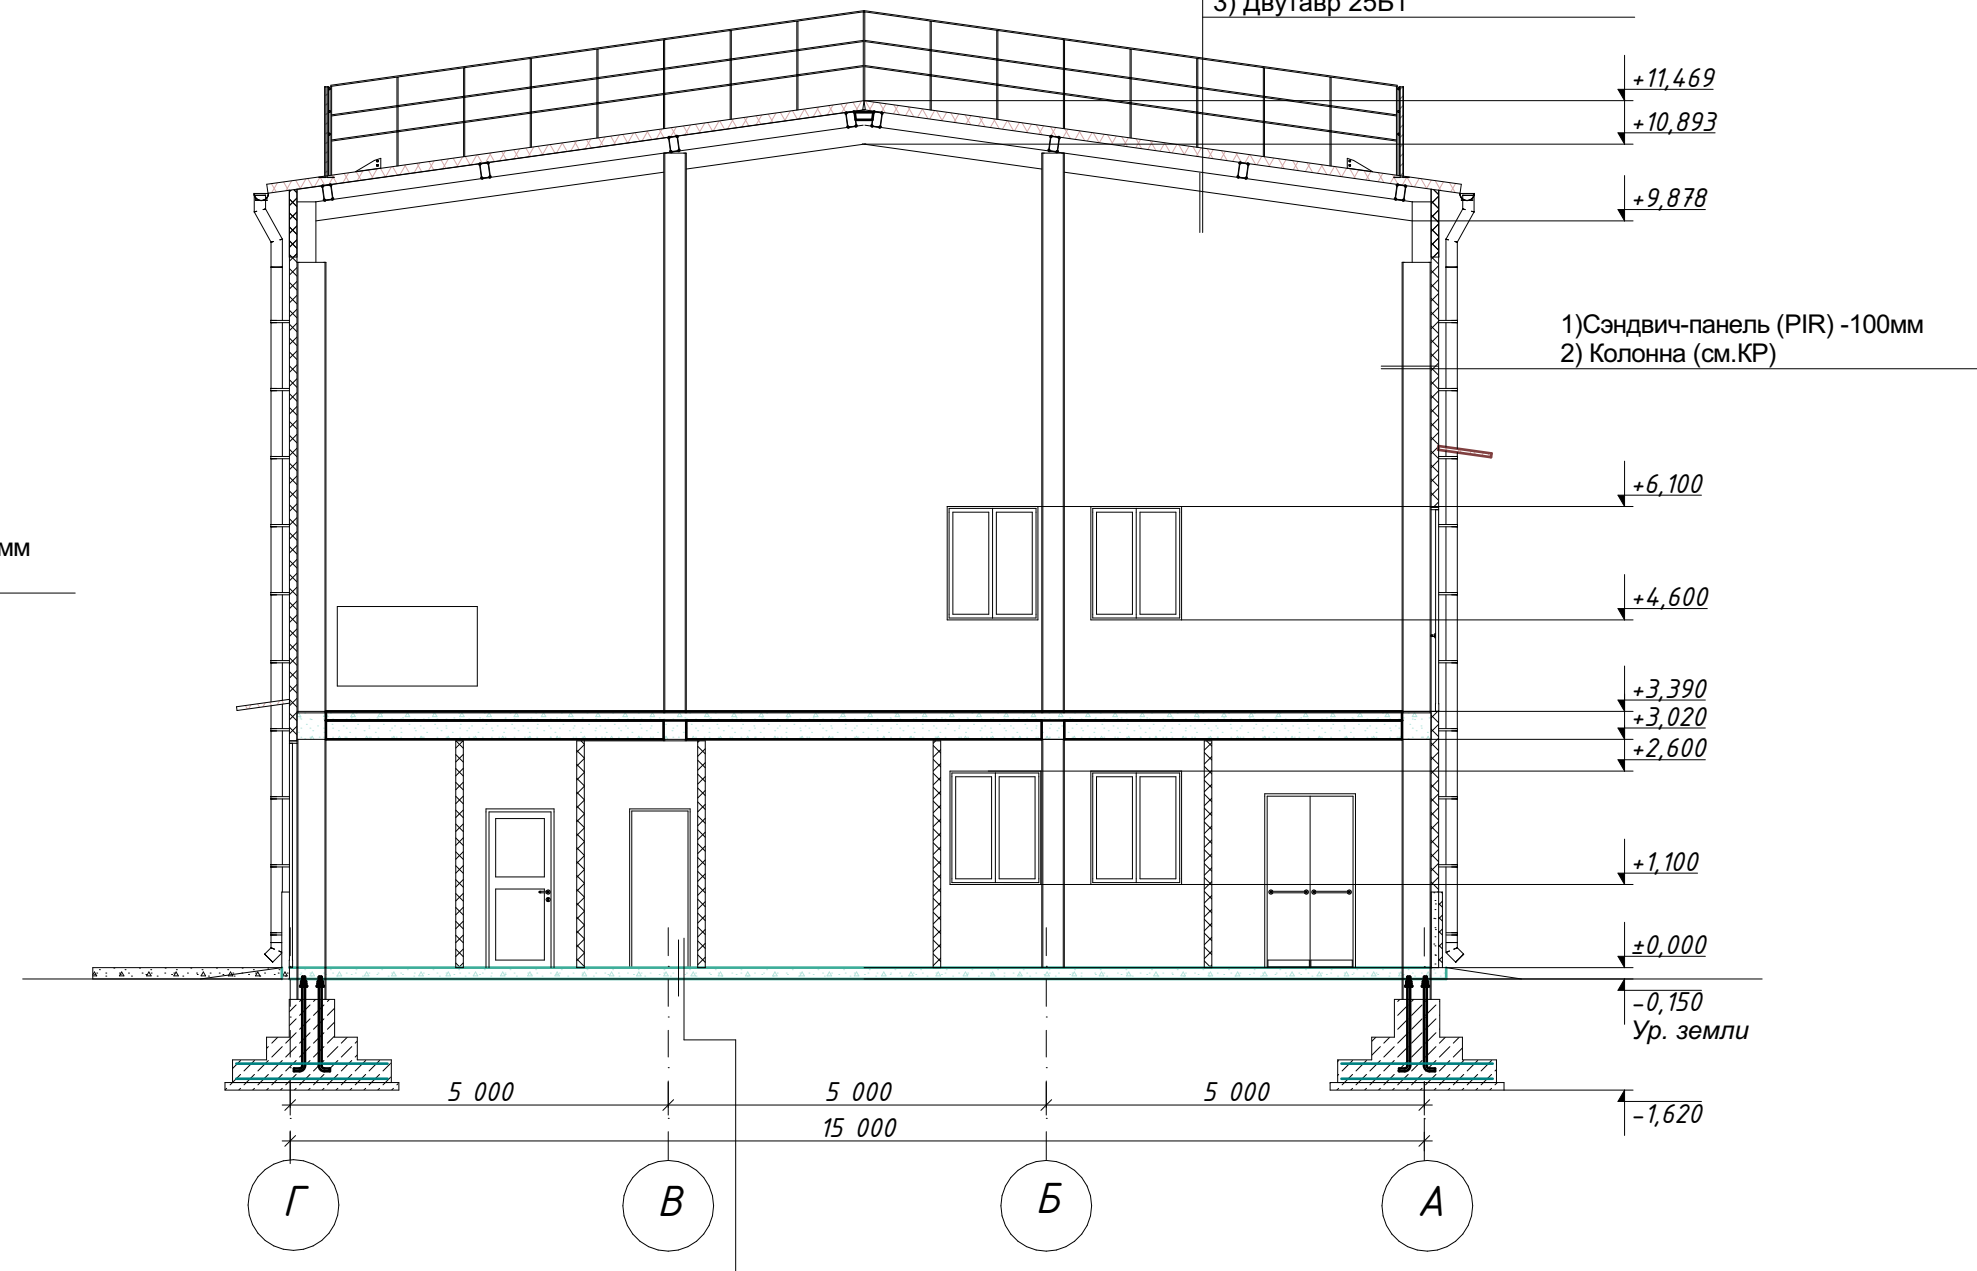 3) Двутавр 25Б1
+11,469
+10,893
+9,878
1)Сэндвич-панель (PIR) -100мм
2) Колонна (см.КР)
+6,100
мм
+4,600
+3,390
+3,020
+2,600
+1,100
±0,000
-0,150
Ур. земли
5 000
5 000
5 000
-1,620
15 000
Г
В
Б
А